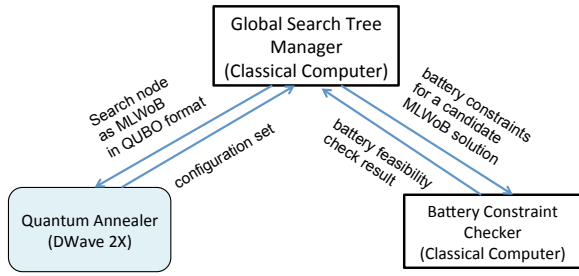 Global Search Tree
Manager
(Classical Computer)
Search node
as MLWoB
in QUBO format
configuration set
battery constraints
for a candidate
MLWoB solution
battery feasibility
check result
Quantum Annealer
(DWave 2X)
Battery Constraint
Checker
(Classical Computer)